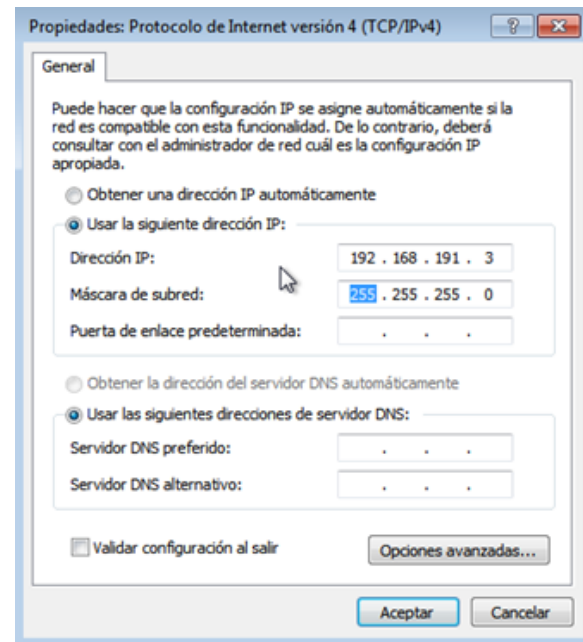 Propiedades: Protocolo de Internet versión 4 (TCP/IPv4)
General
Puede hacer que la configuración IP se asigne automáticamente si la
red es compatible con esta funcionalidad. De lo contrario, deberá
consultar con el administrador de red cuál es la configuración IP
apropiada.
Obtener una dirección IP automáticamente
Usar la siguiente dirección IP:
Dirección IP: 192 . 168 . 191 . 3
Máscara de subred: 255 . 255 . 255 . 0
Puerta de enlace predeterminada: . . .
Obtener la dirección del servidor DNS automáticamente
Usar las siguientes direcciones de servidor DNS:
Servidor DNS preferido: . . .
Servidor DNS alternativo: . . .
Validar configuración al salir
Opciones avanzadas...
Aceptar Cancelar